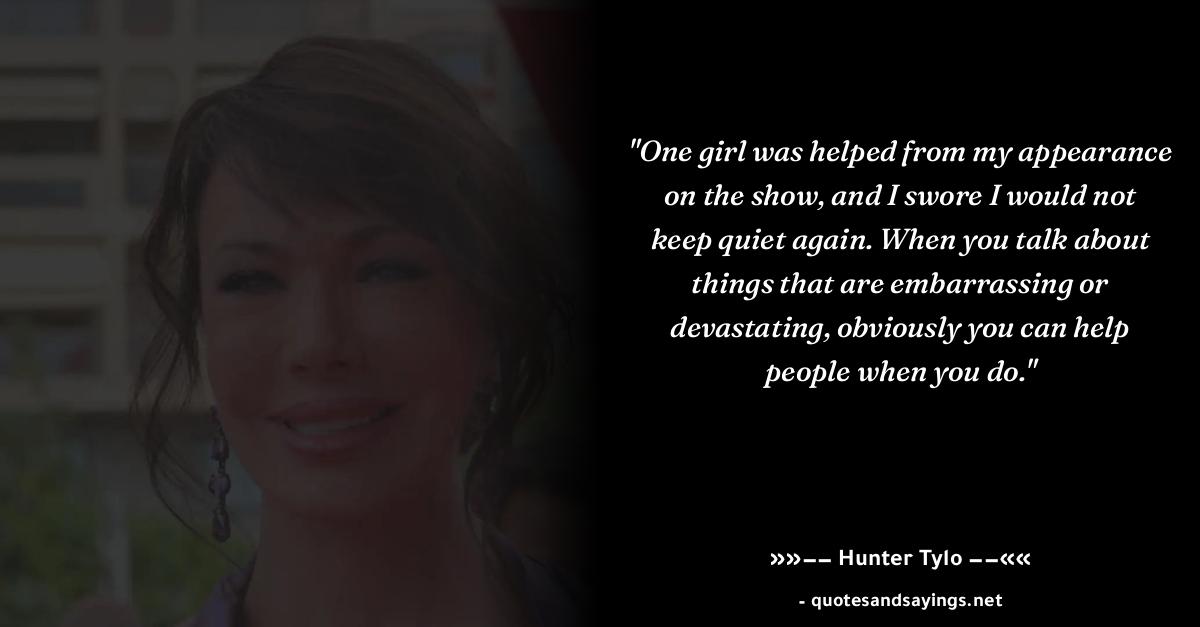 "One girl was helped from my appearance
on the show, and I swore I would not
keep quiet again. When you talk about
things that are embarrassing or
devastating, obviously you can help
people when you do."
»»−− Hunter Tylo −−««
- quotesandsayings.net